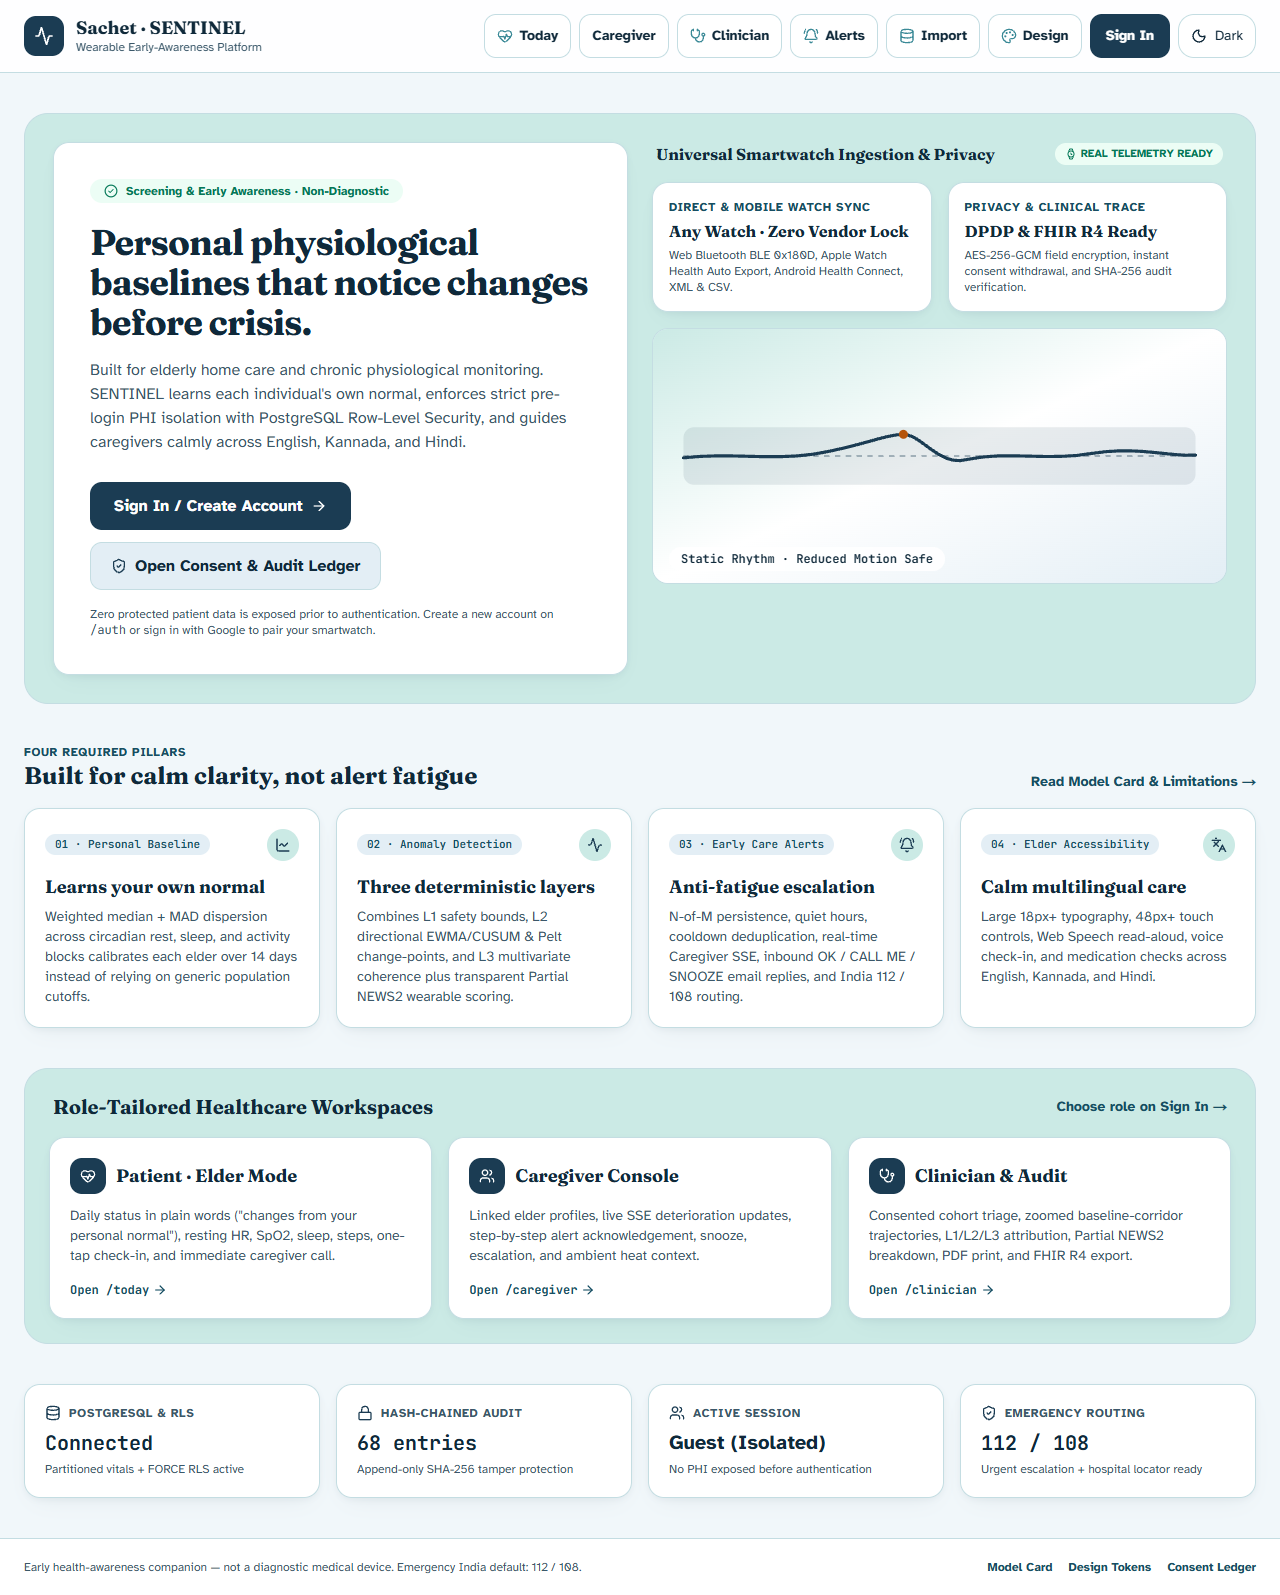 Sachet · SENTINEL
Wearable Early-Awareness Platform
Today
Caregiver
Clinician
Alerts
Import
Design
Sign In
Dark
Screening & Early Awareness · Non-Diagnostic
Personal physiological
baselines that notice changes
before crisis.
Built for elderly home care and chronic physiological monitoring.
SENTINEL learns each individual's own normal, enforces strict pre-
login PHI isolation with PostgreSQL Row-Level Security, and guides
caregivers calmly across English, Kannada, and Hindi.
Sign In / Create Account →
Open Consent & Audit Ledger
Zero protected patient data is exposed prior to authentication. Create a new account on
/auth or sign in with Google to pair your smartwatch.
Universal Smartwatch Ingestion & Privacy
REAL TELEMETRY READY
DIRECT & MOBILE WATCH SYNC
Any Watch · Zero Vendor Lock
Web Bluetooth BLE 0x180D, Apple Watch
Health Auto Export, Android Health Connect,
XML & CSV.
PRIVACY & CLINICAL TRACE
DPDP & FHIR R4 Ready
AES-256-GCM field encryption, instant
consent withdrawal, and SHA-256 audit
verification.
Static Rhythm · Reduced Motion Safe
FOUR REQUIRED PILLARS
Built for calm clarity, not alert fatigue
Read Model Card & Limitations →
01 · Personal Baseline
Learns your own normal
Weighted median + MAD dispersion
across circadian rest, sleep, and activity
blocks calibrates each elder over 14 days
instead of relying on generic population
cutoffs.
02 · Anomaly Detection
Three deterministic layers
Combines L1 safety bounds, L2
directional EWMA/CUSUM & Pelt
change-points, and L3 multivariate
coherence plus transparent Partial
NEWS2 wearable scoring.
03 · Early Care Alerts
Anti-fatigue escalation
N-of-M persistence, quiet hours,
cooldown deduplication, real-time
Caregiver SSE, inbound OK / CALL ME /
SNOOZE email replies, and India 112 /
108 routing.
04 · Elder Accessibility
Calm multilingual care
Large 18px+ typography, 48px+ touch
controls, Web Speech read-aloud, voice
check-in, and medication checks across
English, Kannada, and Hindi.
Role-Tailored Healthcare Workspaces
Choose role on Sign In →
Patient · Elder Mode
Daily status in plain words ("changes from your
personal normal"), resting HR, SpO2, sleep, steps, one-
tap check-in, and immediate caregiver call.
Open /today →
Caregiver Console
Linked elder profiles, live SSE deterioration updates,
step-by-step alert acknowledgement, snooze,
escalation, and ambient heat context.
Open /caregiver →
Clinician & Audit
Consented cohort triage, zoomed baseline-corridor
trajectories, L1/L2/L3 attribution, Partial NEWS2
breakdown, PDF print, and FHIR R4 export.
Open /clinician →
POSTGRESQL & RLS
Connected
Partitioned vitals + FORCE RLS active
HASH-CHAINED AUDIT
68 entries
Append-only SHA-256 tamper protection
ACTIVE SESSION
Guest (Isolated)
No PHI exposed before authentication
EMERGENCY ROUTING
112 / 108
Urgent escalation + hospital locator ready
Early health-awareness companion — not a diagnostic medical device. Emergency India default: 112 / 108.
Model Card
Design Tokens
Consent Ledger